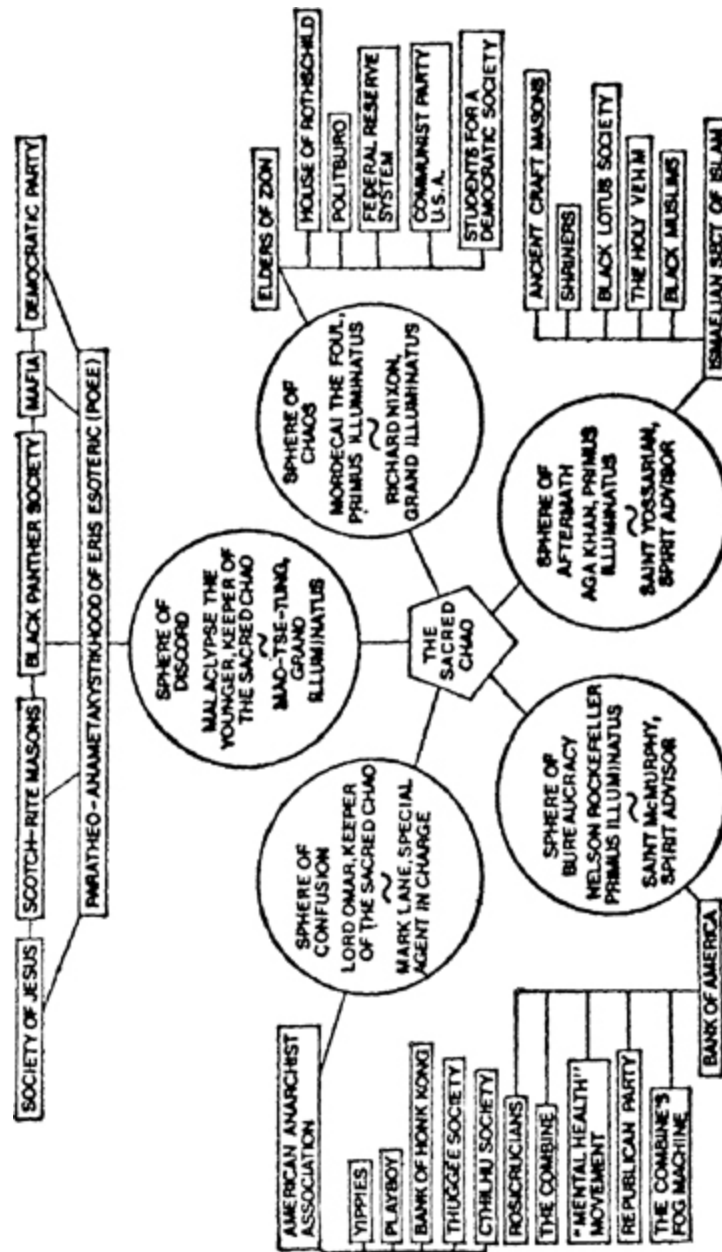 SOCIETY OF JESUS
SCOTCH-RITE MASONS
BLACK PANTHER SOCIETY
MAFIA
DEMOCRATIC PARTY
PARATHEO-ANAMETAMYSTIKHOOD OF ERIS ESOTERIC (POEE)
SPHERE OF
DISCORD
MALACLYPSE THE
YOUNGER, KEEPER OF
THE SACRED CHAO
~
MAO-TSE-TUNG,
GRAND
ILLUMINATUS
AMERICAN ANARCHIST
ASSOCIATION
YIPPIES
PLAYBOY
BANK OF HONK KONG
THUGGEE SOCIETY
CTHULHU SOCIETY
SPHERE OF
CONFUSION
LORD OMAR, KEEPER
OF THE SACRED CHAO
~
MARK LANE, SPECIAL
AGENT IN CHARGE
SPHERE OF
CHAOS
MORDECAI THE FOUL,
PRIMUS ILLUMINATUS
~
RICHARD NIXON,
GRAND ILLUMINATUS
ELDERS OF ZION
HOUSE OF ROTHSCHILD
POLITBURO
FEDERAL RESERVE
SYSTEM
COMMUNIST PARTY
U.S.A.
STUDENTS FOR A
DEMOCRATIC SOCIETY
THE
SACRED
CHAO
ROSICRUCIANS
THE COMBINE
"MENTAL HEALTH"
MOVEMENT
REPUBLICAN PARTY
THE COMBINE'S
FOG MACHINE
BANK OF AMERICA
SPHERE OF
BUREAUCRACY
NELSON ROCKEFELLER
PRIMUS ILLUMINATUS
~
SAINT McMURPHY,
SPIRIT ADVISOR
SPHERE OF
AFTERMATH
AGA KHAN, PRIMUS
ILLUMINATUS
~
SAINT YOSSARIAN,
SPIRIT ADVISOR
ANCIENT CRAFT MASONS
SHRINERS
BLACK LOTUS SOCIETY
THE HOLY VEHM
BLACK MUSLIMS
ISMAELIAN SECT OF ISLAM